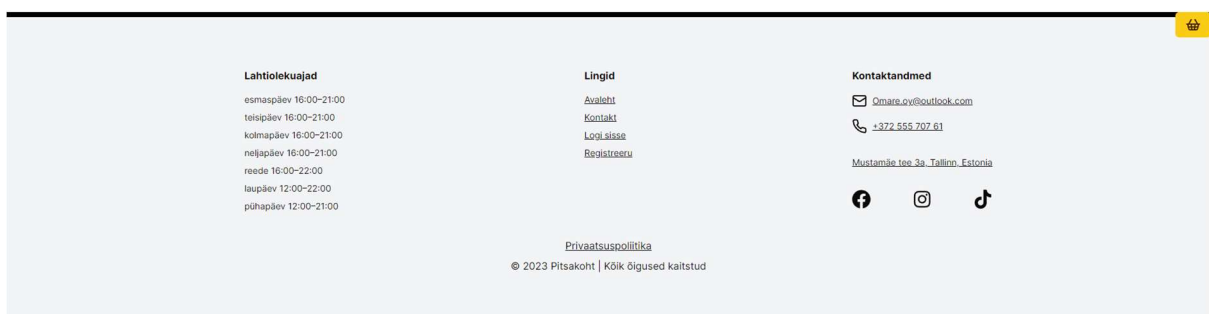 Lahtiolekuajad
esmaspäev 16:00–21:00
teisipäev 16:00–21:00
kolmapäev 16:00–21:00
neljapäev 16:00–21:00
reede 16:00–22:00
laupäev 12:00–22:00
pühapäev 12:00–21:00
Lingid
Avaleht
Kontakt
Logi sisse
Registreeru
Kontaktandmed
Omare.oy@outlook.com
+372 555 707 61
Mustamäe tee 3a, Tallinn, Estonia
Privaatsuspoliitika
© 2023 Pitsakoht | Kõik õigused kaitstud